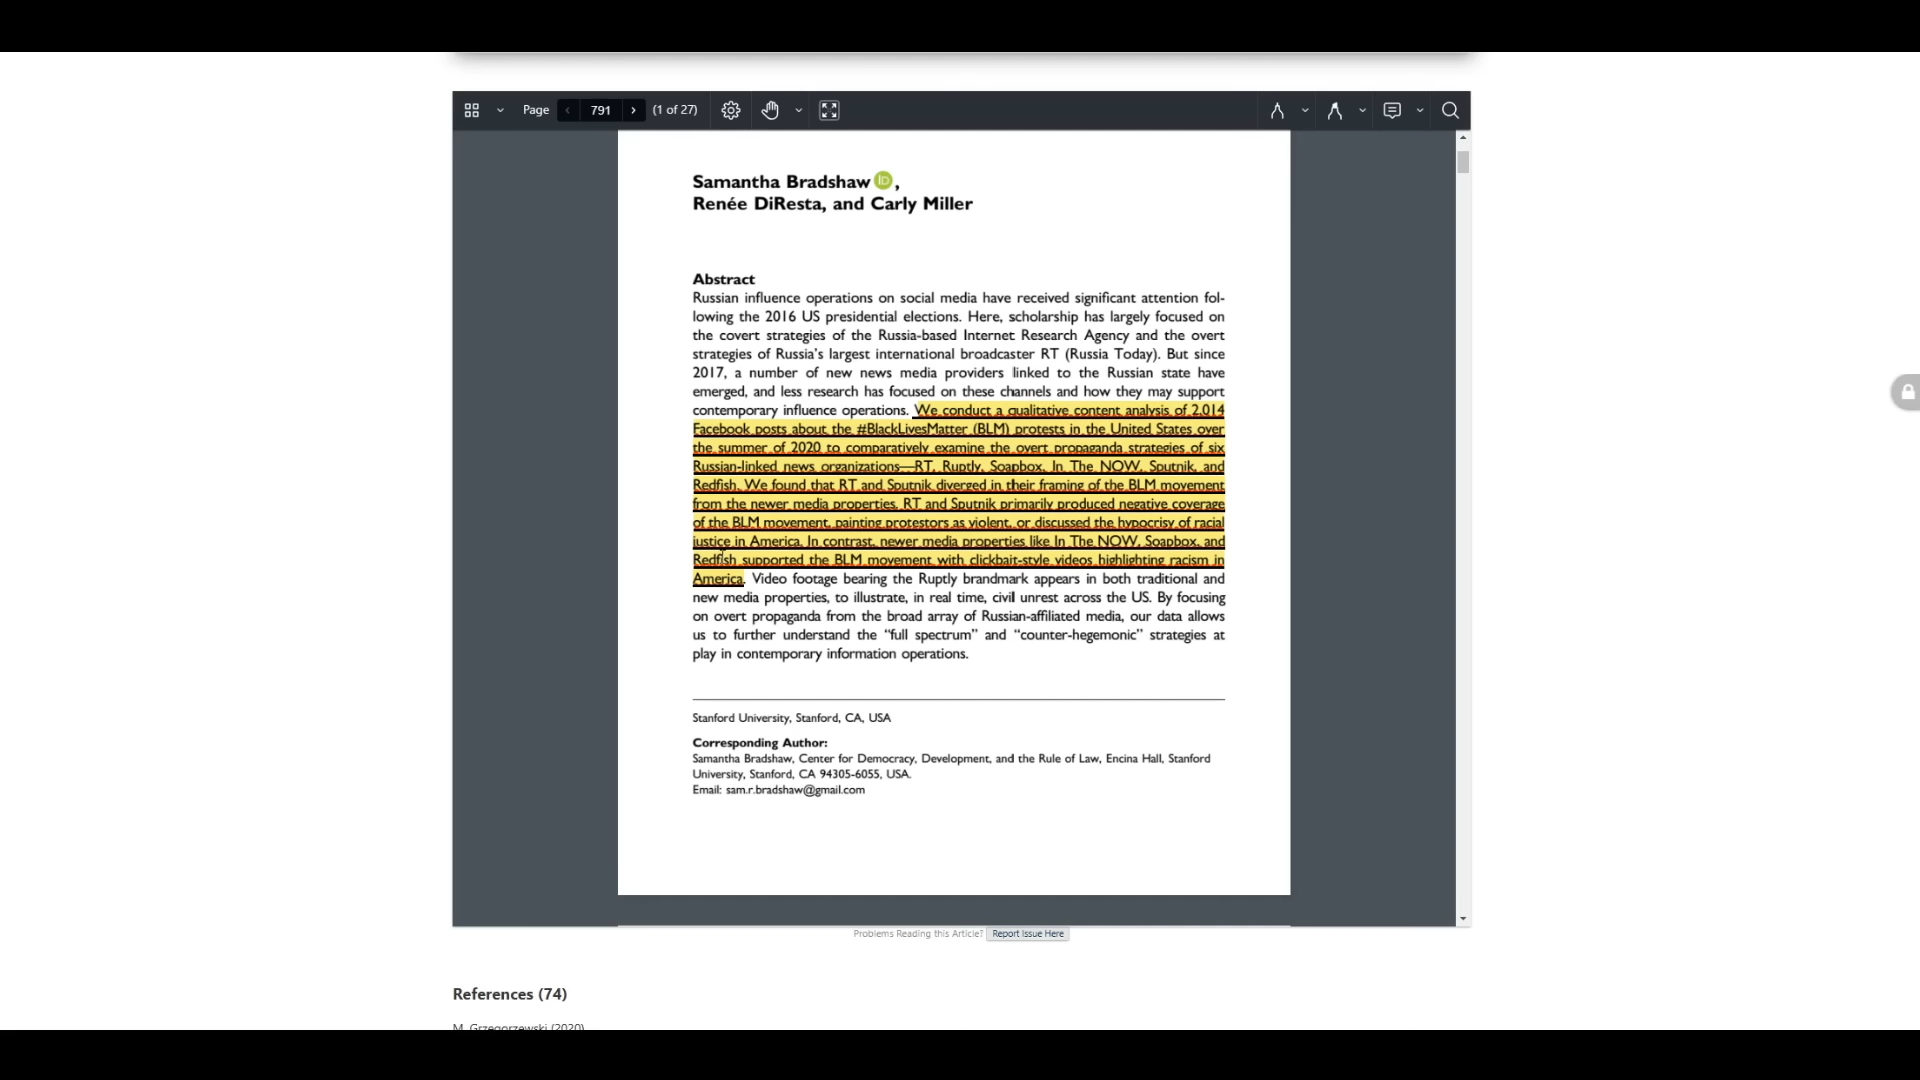 Page 791 (1 of 27)
Samantha Bradshaw iD,
Renée DiResta, and Carly Miller
Abstract
Russian influence operations on social media have received significant attention fol-
lowing the 2016 US presidential elections. Here, scholarship has largely focused on
the covert strategies of the Russia-based Internet Research Agency and the overt
strategies of Russia's largest international broadcaster RT (Russia Today). But since
2017, a number of new news media providers linked to the Russian state have
emerged, and less research has focused on these channels and how they may support
contemporary influence operations. We conduct a qualitative content analysis of 2,014
Facebook posts about the #BlackLivesMatter (BLM) protests in the United States over
the summer of 2020 to comparatively examine the overt propaganda strategies of six
Russian-linked news organizations—RT, Ruptly, Soapbox, In The NOW, Sputnik, and
Redfish. We found that RT and Sputnik diverged in their framing of the BLM movement
from the newer media properties. RT and Sputnik primarily produced negative coverage
of the BLM movement, painting protestors as violent, or discussed the hypocrisy of racial
justice in America. In contrast, newer media properties like In The NOW, Soapbox, and
Redfish supported the BLM movement with clickbait-style videos highlighting racism in
America. Video footage bearing the Ruptly brandmark appears in both traditional and
new media properties, to illustrate, in real time, civil unrest across the US. By focusing
on overt propaganda from the broad array of Russian-affiliated media, our data allows
us to further understand the “full spectrum” and “counter-hegemonic” strategies at
play in contemporary information operations.
Stanford University, Stanford, CA, USA
Corresponding Author:
Samantha Bradshaw, Center for Democracy, Development, and the Rule of Law, Encina Hall, Stanford
University, Stanford, CA 94305-6055, USA.
Email: sam.r.bradshaw@gmail.com
Problems Reading this Article? Report Issue Here
References (74)
M. Grzegorzewski (2020)